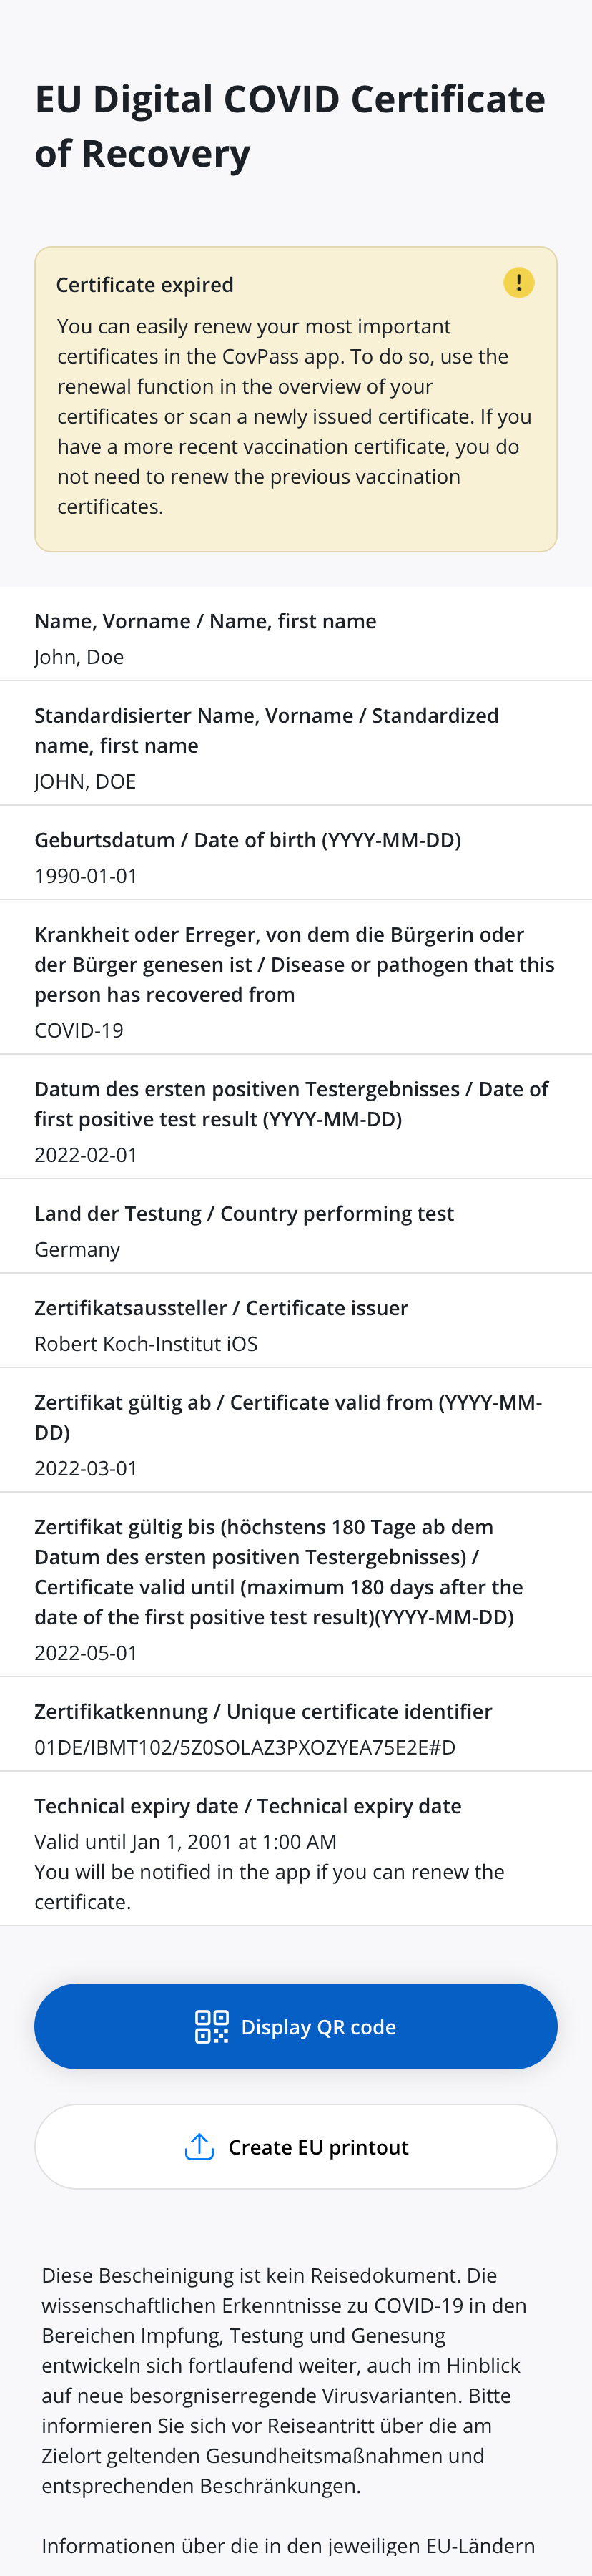 EU Digital COVID Certificate
of Recovery
Certificate expired
!
You can easily renew your most important
certificates in the CovPass app. To do so, use the
renewal function in the overview of your
certificates or scan a newly issued certificate. If you
have a more recent vaccination certificate, you do
not need to renew the previous vaccination
certificates.
Name, Vorname / Name, first name
John, Doe
Standardisierter Name, Vorname / Standardized
name, first name
JOHN, DOE
Geburtsdatum / Date of birth (YYYY-MM-DD)
1990-01-01
Krankheit oder Erreger, von dem die Bürgerin oder
der Bürger genesen ist / Disease or pathogen that this
person has recovered from
COVID-19
Datum des ersten positiven Testergebnisses / Date of
first positive test result (YYYY-MM-DD)
2022-02-01
Land der Testung / Country performing test
Germany
Zertifikatsaussteller / Certificate issuer
Robert Koch-Institut iOS
Zertifikat gültig ab / Certificate valid from (YYYY-MM-
DD)
2022-03-01
Zertifikat gültig bis (höchstens 180 Tage ab dem
Datum des ersten positiven Testergebnisses) /
Certificate valid until (maximum 180 days after the
date of the first positive test result)(YYYY-MM-DD)
2022-05-01
Zertifikatkennung / Unique certificate identifier
01DE/IBMT102/5Z0SOLAZ3PXOZYEA75E2E#D
Technical expiry date / Technical expiry date
Valid until Jan 1, 2001 at 1:00 AM
You will be notified in the app if you can renew the
certificate.
Display QR code
Create EU printout
Diese Bescheinigung ist kein Reisedokument. Die
wissenschaftlichen Erkenntnisse zu COVID-19 in den
Bereichen Impfung, Testung und Genesung
entwickeln sich fortlaufend weiter, auch im Hinblick
auf neue besorgniserregende Virusvarianten. Bitte
informieren Sie sich vor Reiseantritt über die am
Zielort geltenden Gesundheitsmaßnahmen und
entsprechenden Beschränkungen.
Informationen über die in den jeweiligen EU-Ländern